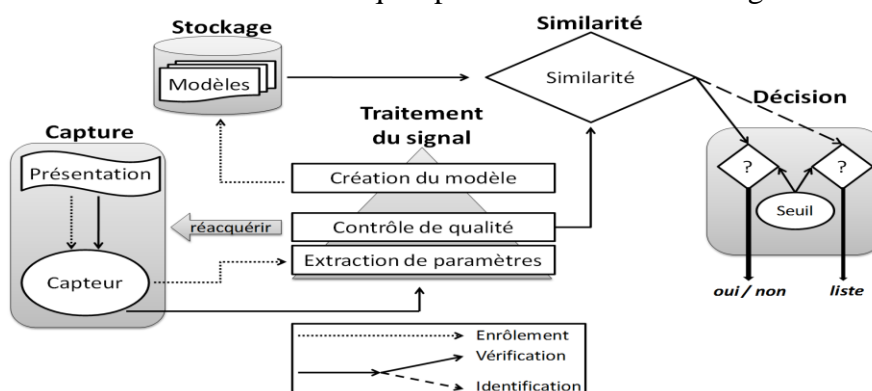 Stockage
Similarité
Modèles
Similarité
Décision
Traitement
du signal
Capture
Présentation
Création du modèle
?
?
Seuil
réacquérir
Contrôle de qualité
Extraction de paramètres
Capteur
oui / non
liste
Enrôlement
Vérification
Identification